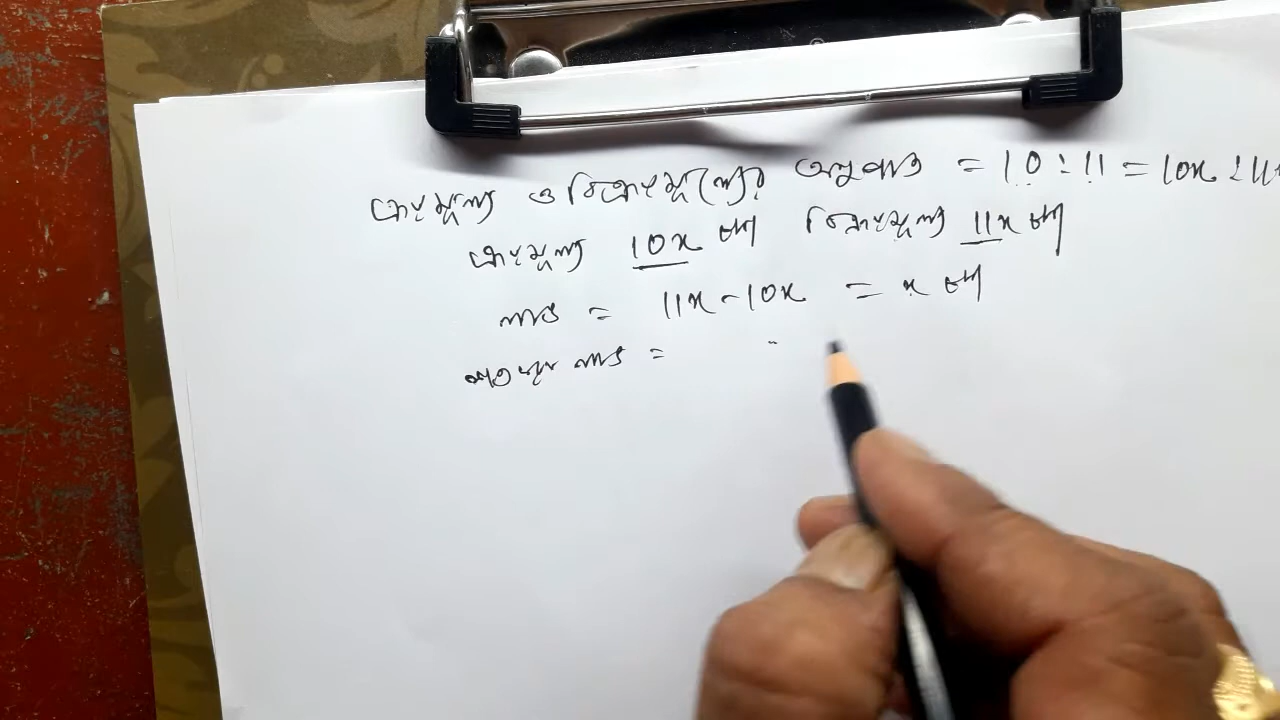 ক্রয়মূল্য ও বিক্রয়মূল্যের অনুপাত = 10 : 11 = 10x : 11x
ক্রয়মূল্য 10x টাকা বিক্রয়মূল্য 11x টাকা
লাভ = 11x - 10x = x টাকা
শতকরা লাভ =